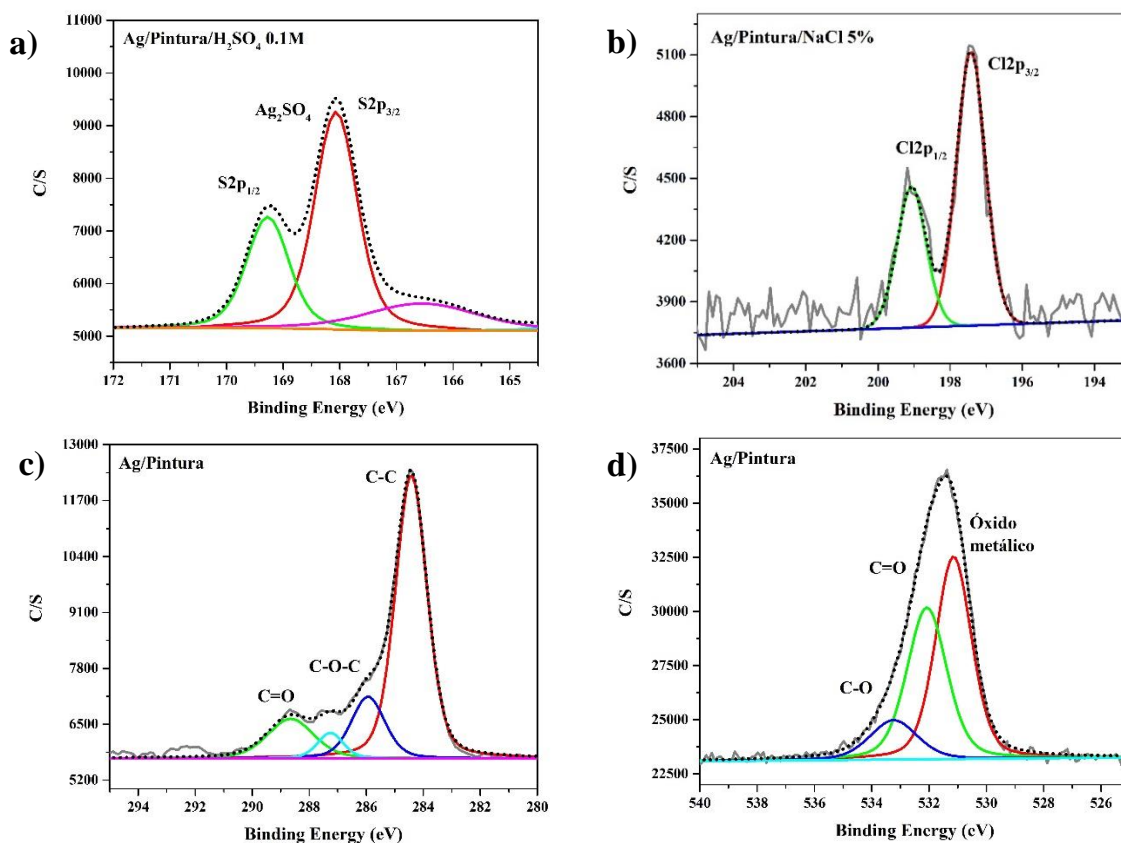 a)
Ag/Pintura/H₂SO₄ 0.1M
Ag₂SO₄
S2p₃/₂
S2p₁/₂
C/S
11000
10000
9000
8000
7000
6000
5000
172 171 170 169 168 167 166 165
Binding Energy (eV)
b)
Ag/Pintura/NaCl 5%
Cl2p₃/₂
Cl2p₁/₂
C/S
5100
4800
4500
4200
3900
3600
204 202 200 198 196 194
Binding Energy (eV)
c)
Ag/Pintura
C-C
C-O-C
C=O
C/S
13000
11700
10400
9100
7800
6500
5200
294 292 290 288 286 284 282 280
Binding Energy (eV)
d)
Ag/Pintura
Óxido
metálico
C=O
C-O
C/S
37500
35000
32500
30000
27500
25000
22500
540 538 536 534 532 530 528 526
Binding Energy (eV)